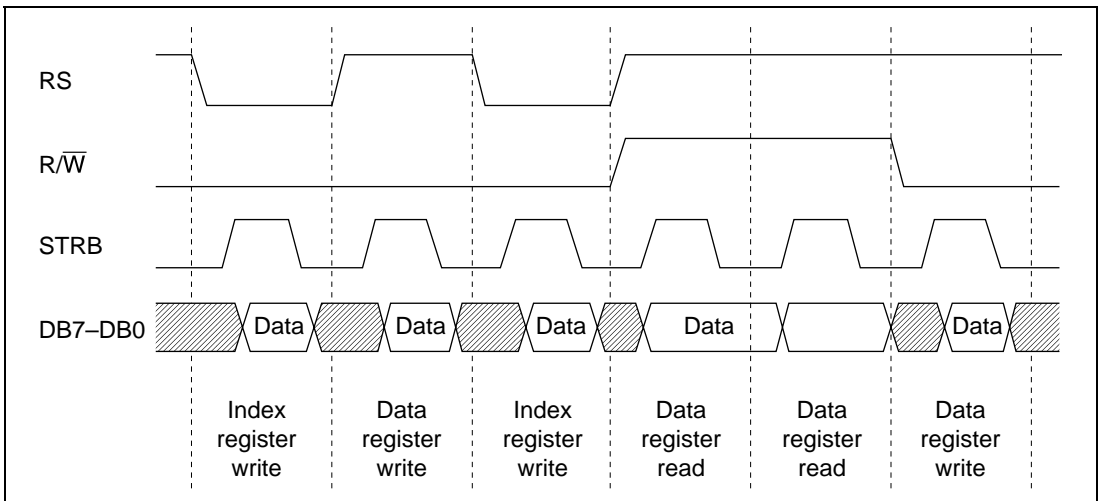 RS
R/W̅
STRB
DB7–DB0
Data
Data
Data
Data
Data
Index
register
write
Data
register
write
Index
register
write
Data
register
read
Data
register
read
Data
register
write